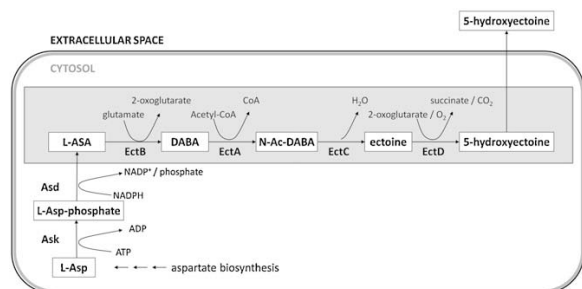 5-hydroxyectoine
EXTRACELLULAR SPACE
CYTOSOL
2-oxoglutarate CoA H₂O succinate / CO₂
glutamate Acetyl-CoA 2-oxoglutarate / O₂
L-ASA DABA N-Ac-DABA ectoine 5-hydroxyectoine
EctB EctA EctC EctD
NADP⁺ / phosphate
Asd
NADPH
L-Asp-phosphate
ADP
Ask
ATP
L-Asp aspartate biosynthesis